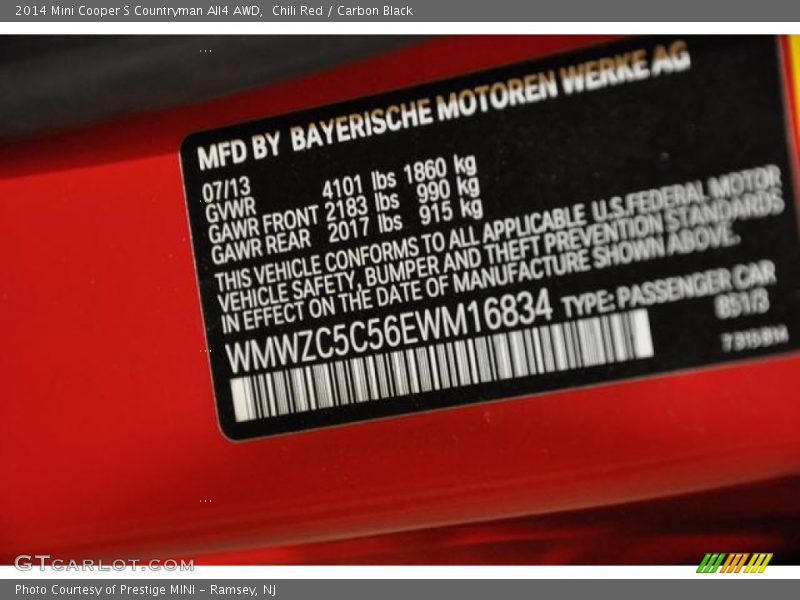 2014 Mini Cooper S Countryman All4 AWD, Chili Red / Carbon Black
MFD BY BAYERISCHE MOTOREN WERKE AG
07/13
GVWR 4101 lbs 1860 kg
GAWR FRONT 2183 lbs 990 kg
GAWR REAR 2017 lbs 915 kg
THIS VEHICLE CONFORMS TO ALL APPLICABLE U.S.FEDERAL MOTOR
VEHICLE SAFETY, BUMPER AND THEFT PREVENTION STANDARDS
IN EFFECT ON THE DATE OF MANUFACTURE SHOWN ABOVE.
WMWZC5C56EWM16834 TYPE: PASSENGER CAR
851/3
GTCARLOT.COM
Photo Courtesy of Prestige MINI - Ramsey, NJ